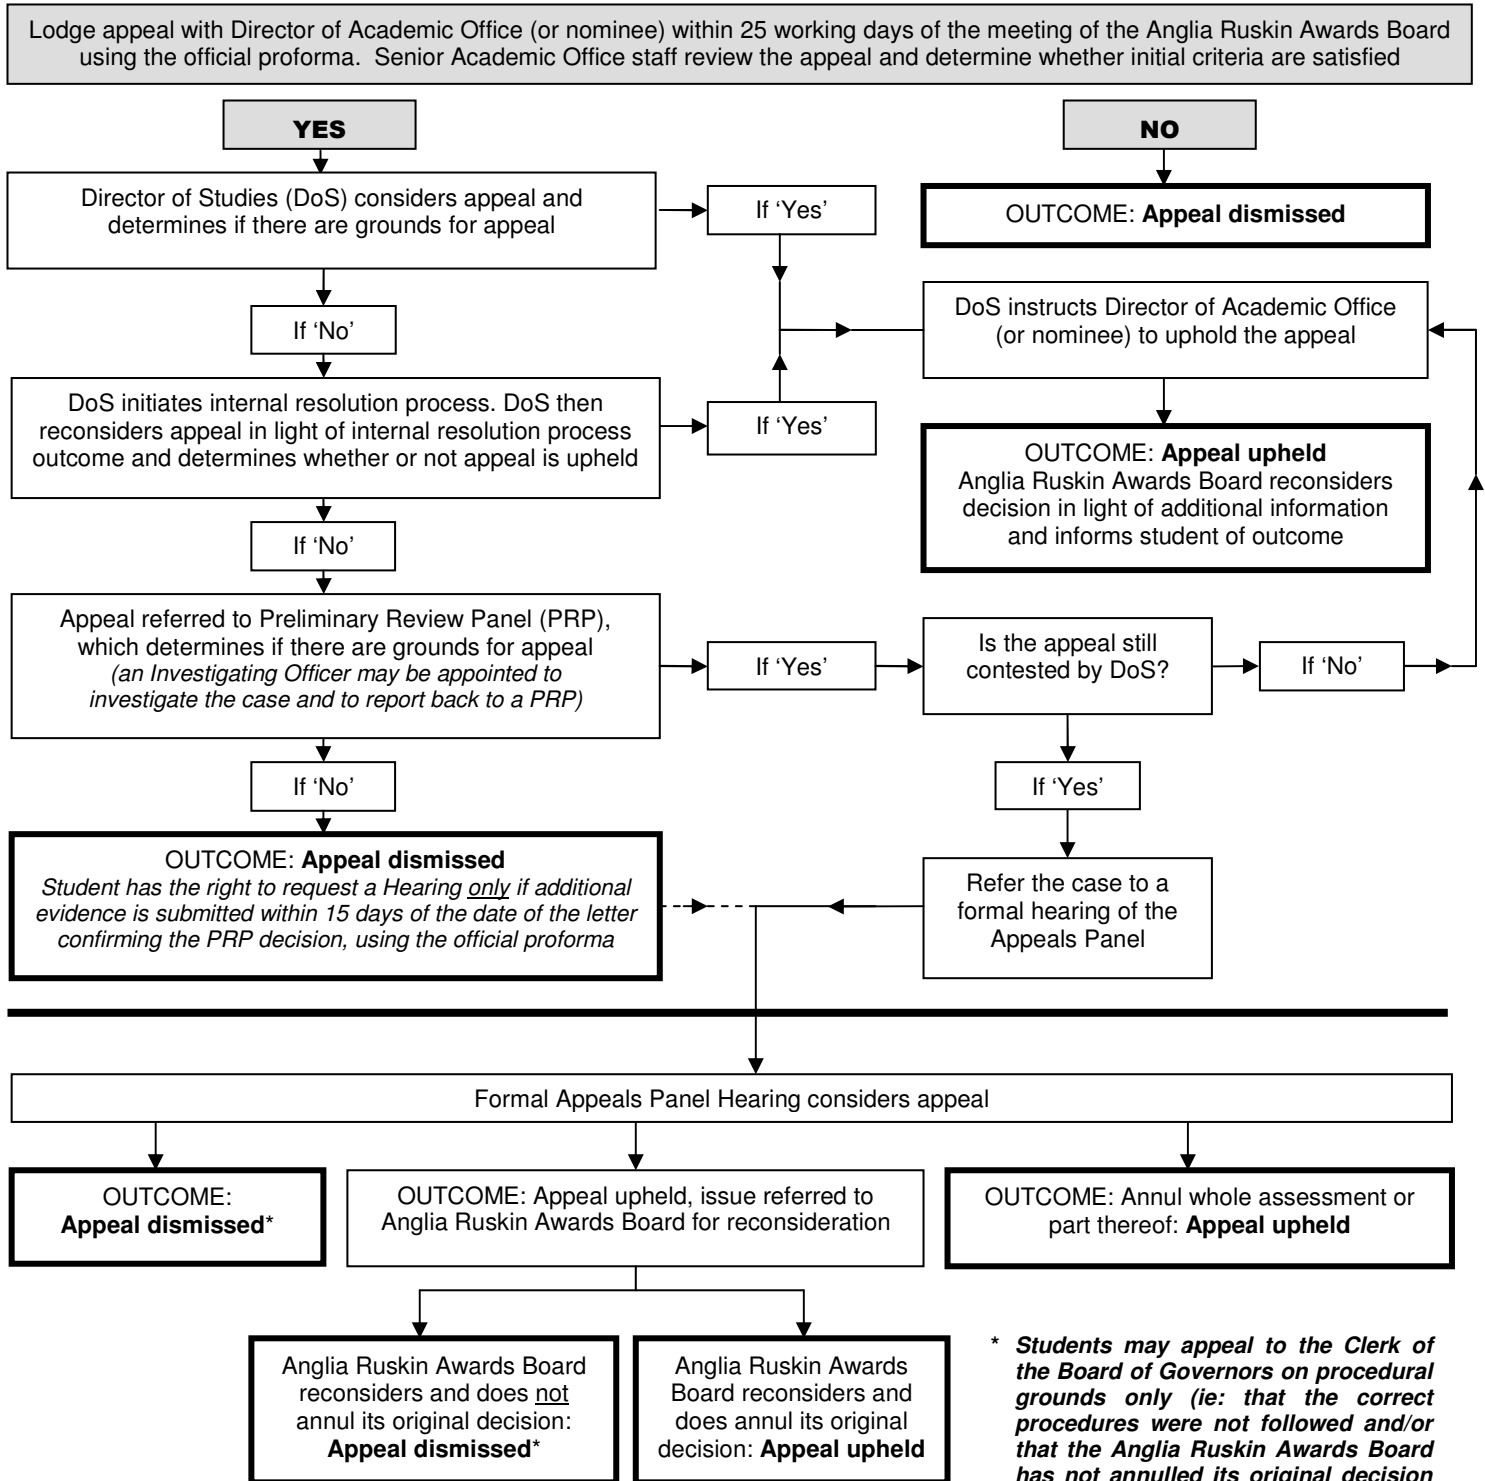 Lodge appeal with Director of Academic Office (or nominee) within 25 working days of the meeting of the Anglia Ruskin Awards Board
using the official proforma.  Senior Academic Office staff review the appeal and determine whether initial criteria are satisfied
YES
NO
Director of Studies (DoS) considers appeal and
determines if there are grounds for appeal
If ‘Yes’
OUTCOME: Appeal dismissed
If ‘No’
DoS instructs Director of Academic Office
(or nominee) to uphold the appeal
DoS initiates internal resolution process. DoS then
reconsiders appeal in light of internal resolution process
outcome and determines whether or not appeal is upheld
If ‘Yes’
OUTCOME: Appeal upheld
Anglia Ruskin Awards Board reconsiders
decision in light of additional information
and informs student of outcome
If ‘No’
Appeal referred to Preliminary Review Panel (PRP),
which determines if there are grounds for appeal
(an Investigating Officer may be appointed to
investigate the case and to report back to a PRP)
If ‘Yes’
Is the appeal still
contested by DoS?
If ‘No’
If ‘No’
If ‘Yes’
OUTCOME: Appeal dismissed
Student has the right to request a Hearing only if additional
evidence is submitted within 15 days of the date of the letter
confirming the PRP decision, using the official proforma
Refer the case to a
formal hearing of the
Appeals Panel
Formal Appeals Panel Hearing considers appeal
OUTCOME:
Appeal dismissed*
OUTCOME: Appeal upheld, issue referred to
Anglia Ruskin Awards Board for reconsideration
OUTCOME: Annul whole assessment or
part thereof: Appeal upheld
Anglia Ruskin Awards Board
reconsiders and does not
annul its original decision:
Appeal dismissed*
Anglia Ruskin Awards
Board reconsiders and
does annul its original
decision: Appeal upheld
* Students may appeal to the Clerk of
the Board of Governors on procedural
grounds only (ie: that the correct
procedures were not followed and/or
that the Anglia Ruskin Awards Board
has not annulled its original decision